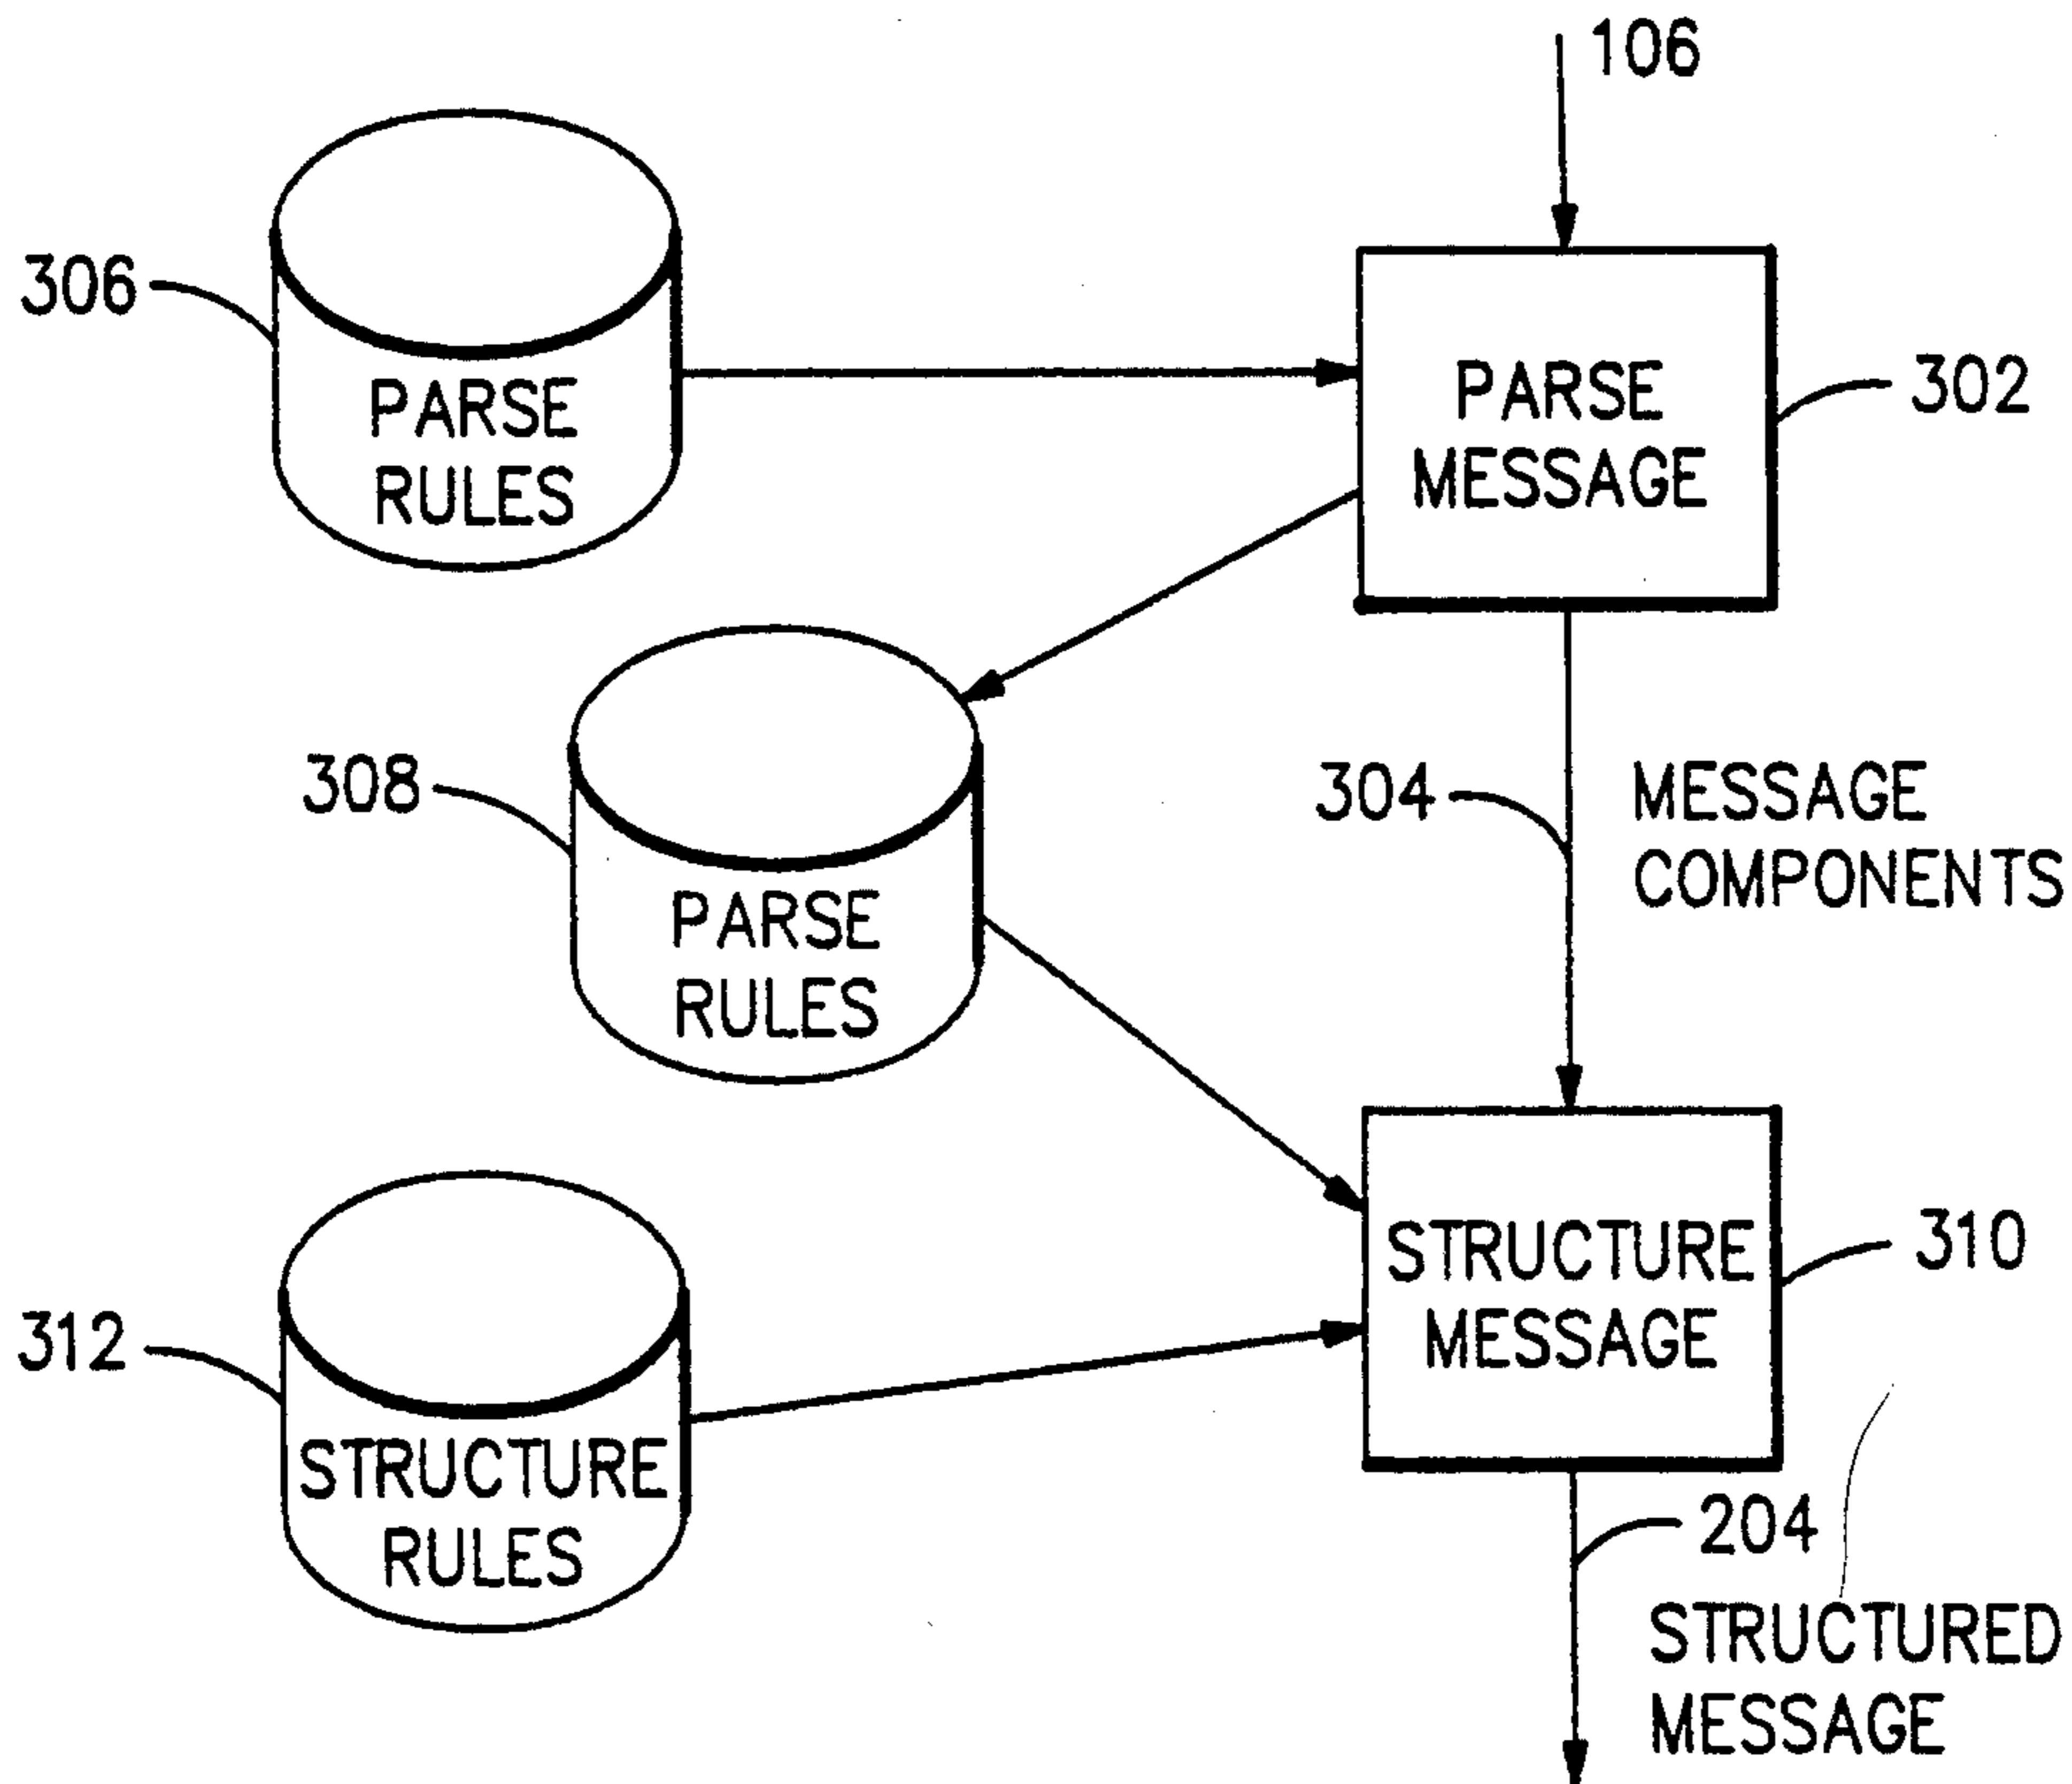 106
306
PARSE
RULES
PARSE
MESSAGE
302
308
PARSE
RULES
304
MESSAGE
COMPONENTS
312
STRUCTURE
RULES
STRUCTURE
MESSAGE
310
204
STRUCTURED
MESSAGE